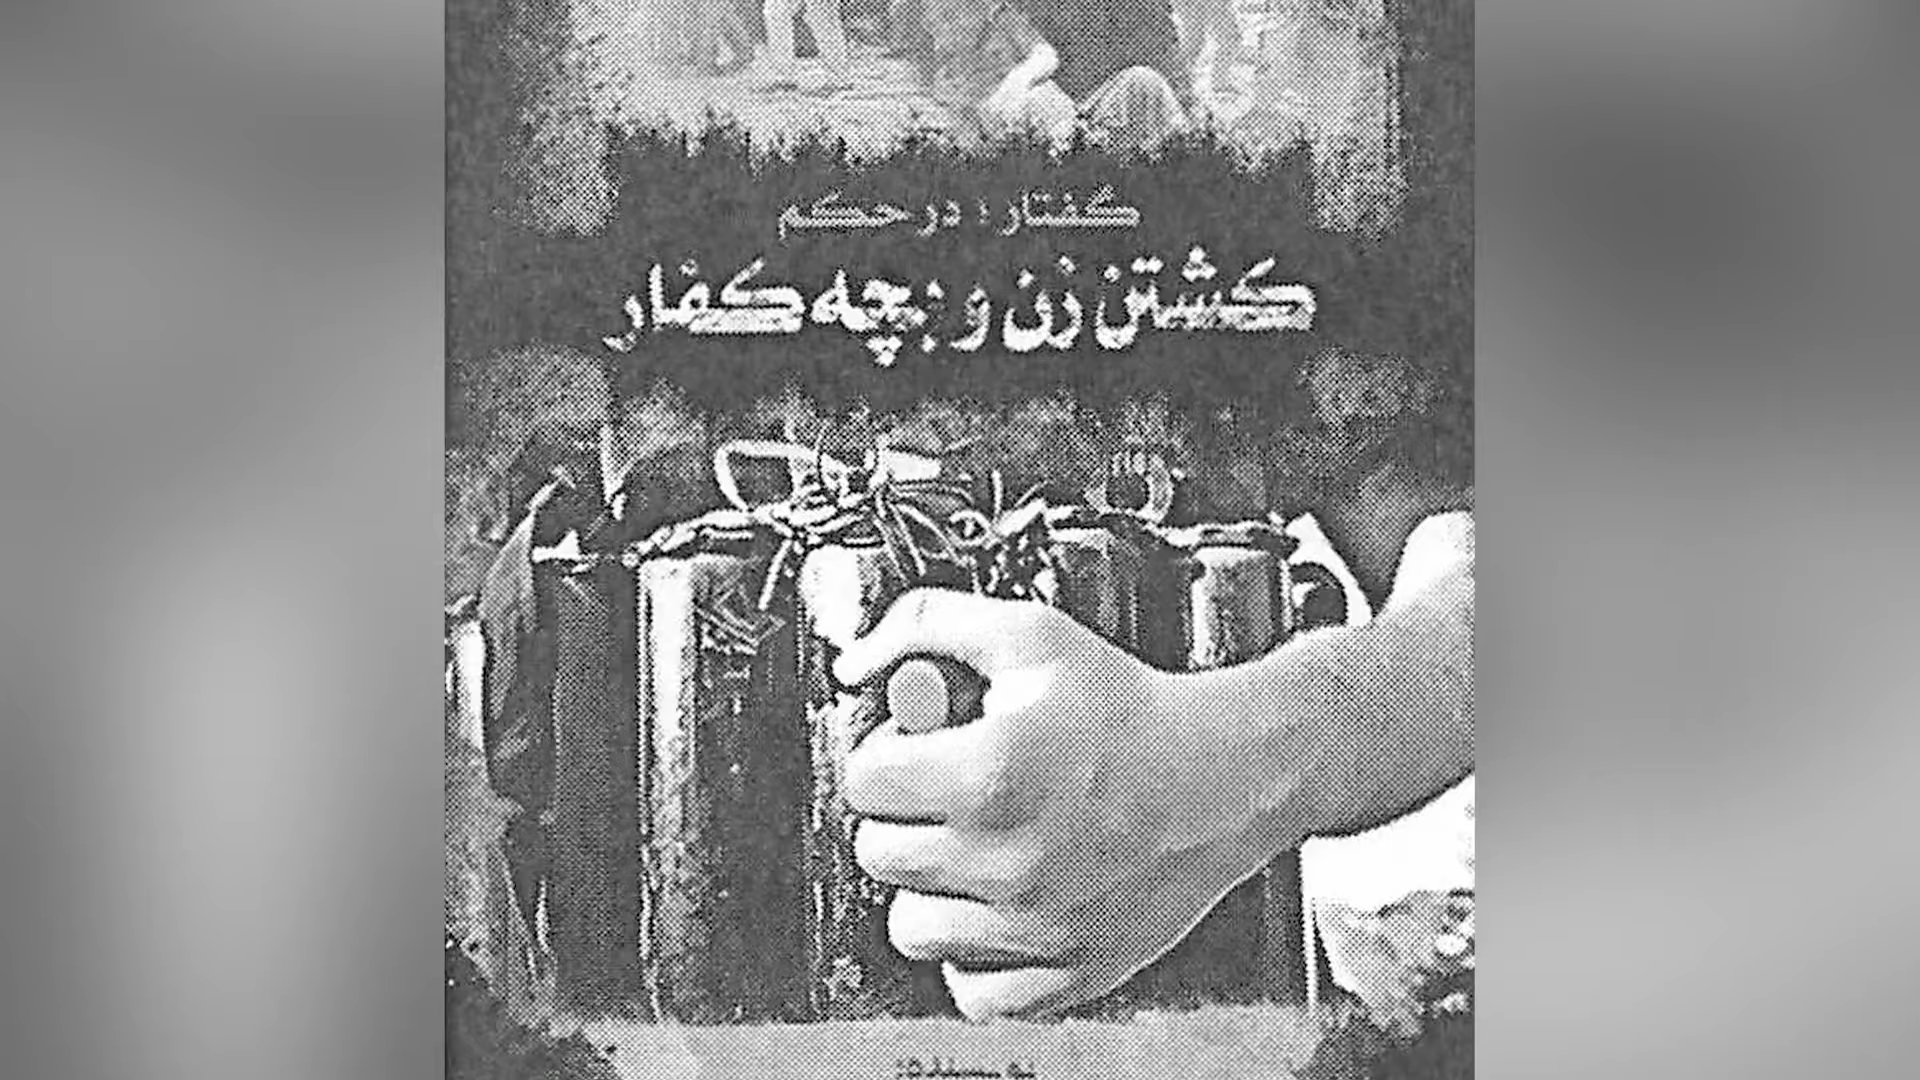 گفتار: در حکم
کشتن زن و بچه کفار